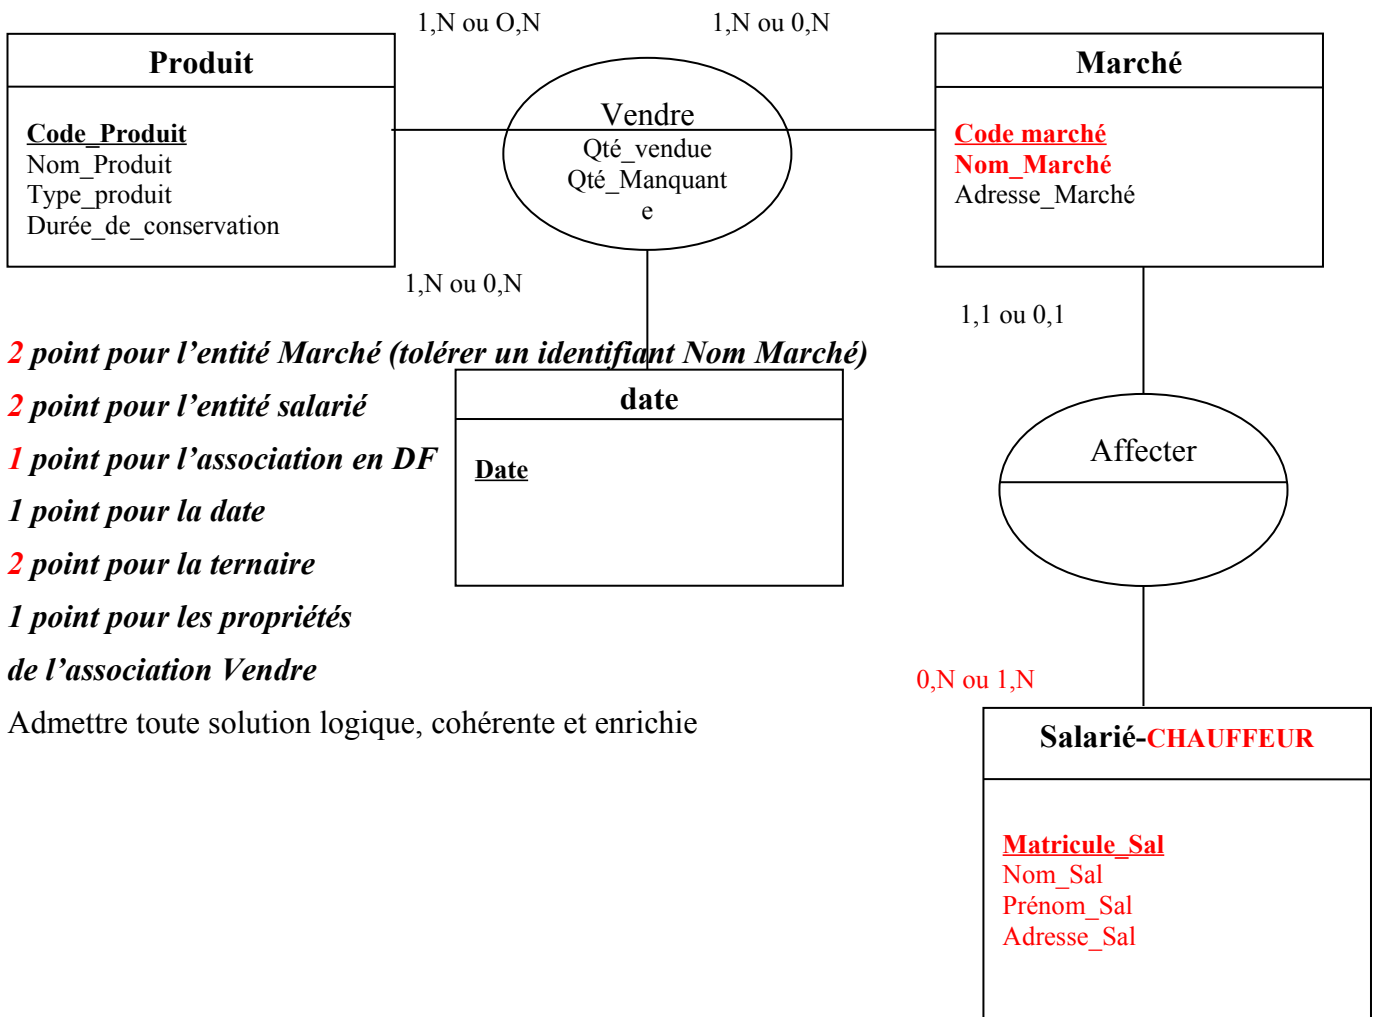 1,N ou O,N
1,N ou 0,N
Produit
Code_Produit
Nom_Produit
Type_produit
Durée_de_conservation
Vendre
Qté_vendue
Qté_Manquant
e
Marché
Code marché
Nom_Marché
Adresse_Marché
1,N ou 0,N
1,1 ou 0,1
2 point pour l’entité Marché (tolérer un identifiant Nom Marché)
2 point pour l’entité salarié
1 point pour l’association en DF
1 point pour la date
2 point pour la ternaire
1 point pour les propriétés
de l’association Vendre
Admettre toute solution logique, cohérente et enrichie
date
Date
Affecter
0,N ou 1,N
Salarié-CHAUFFEUR
Matricule_Sal
Nom_Sal
Prénom_Sal
Adresse_Sal